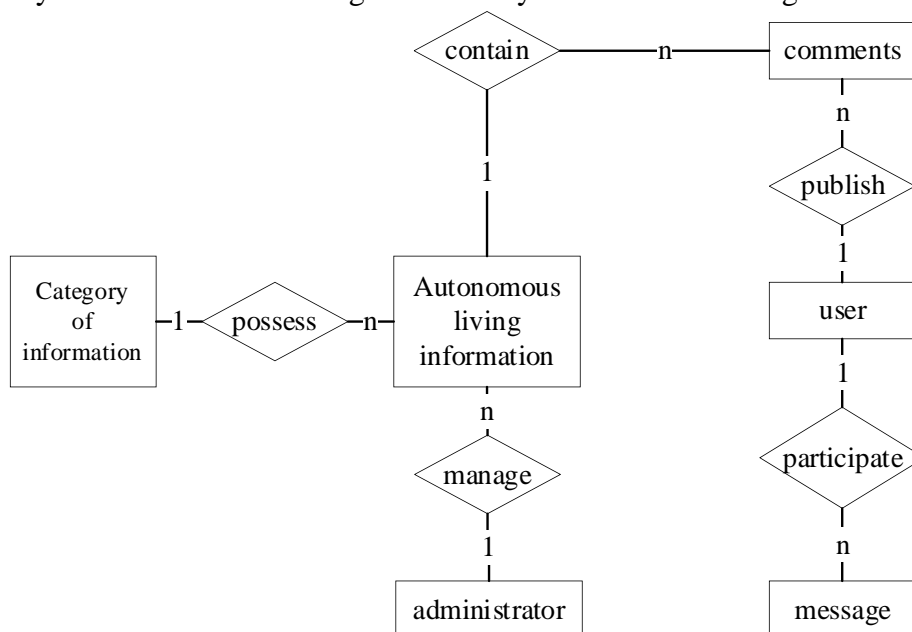 contain
n
comments
n
1
publish
1
Category
of
information
1
possess
n
Autonomous
living
information
user
n
1
manage
participate
1
n
administrator
message